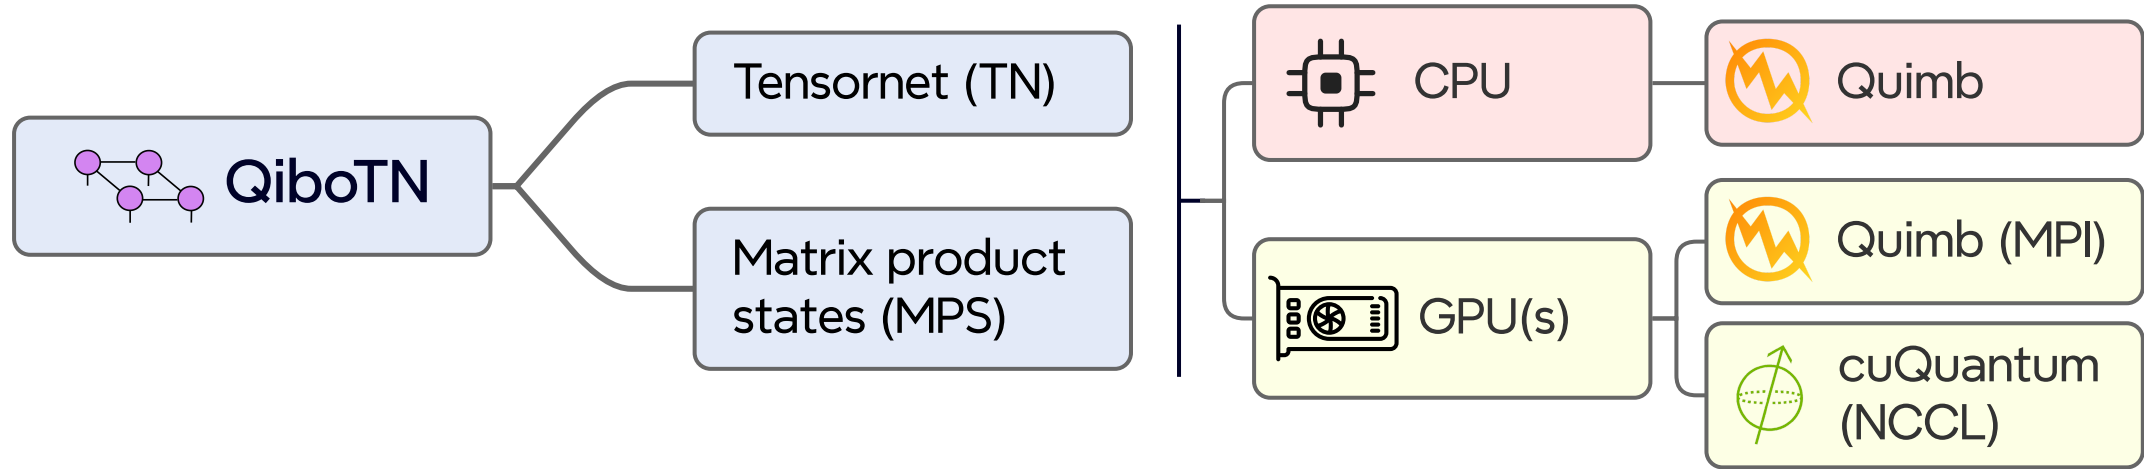 QiboTN
Tensornet (TN)
Matrix product
states (MPS)
CPU
GPU(s)
Quimb
Quimb (MPI)
cuQuantum
(NCCL)